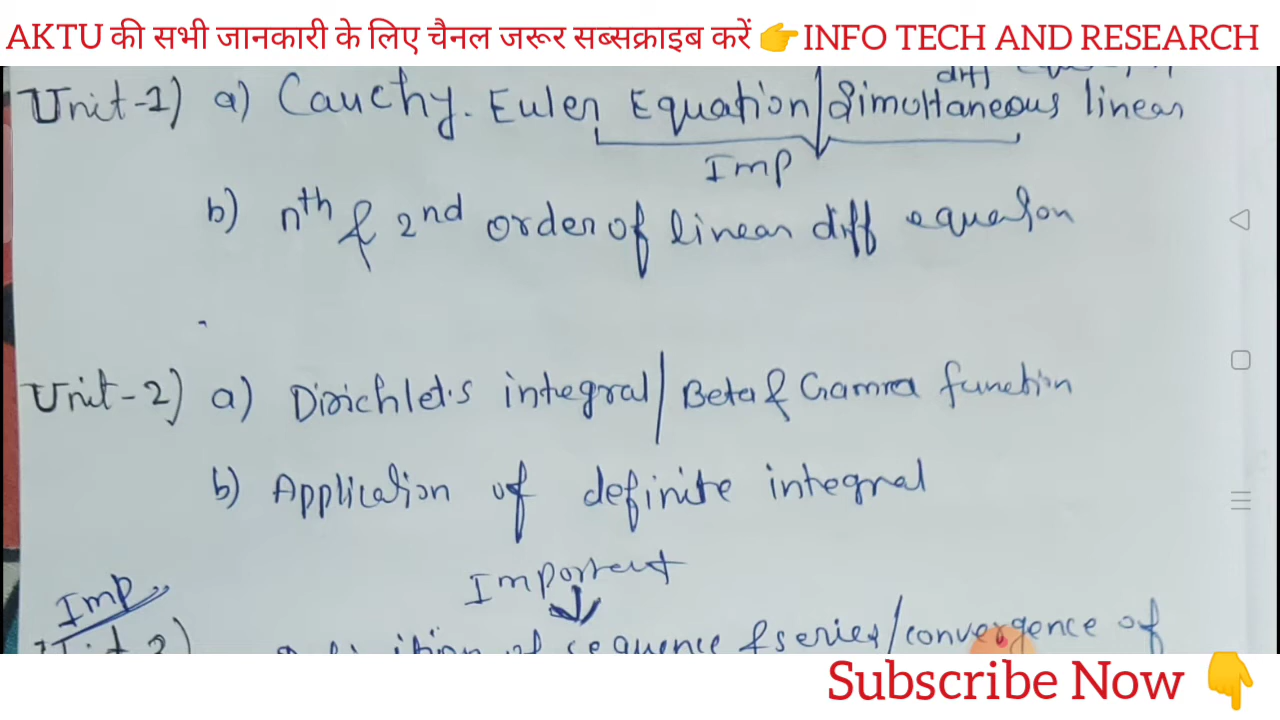 AKTU की सभी जानकारी के लिए चैनल जरूर सब्सक्राइब करें 👉 INFO TECH AND RESEARCH
diff
Unit-1) a) Cauchy. Euler Equation/Simultaneous linear
Imp
b) nth & 2nd order of linear diff equation
Unit-2) a) Dirichlet's integral/Beta & Gamma function
b) Application of definite integral
Important
Imp
of sequence & series/convergence of
Subscribe Now 👇